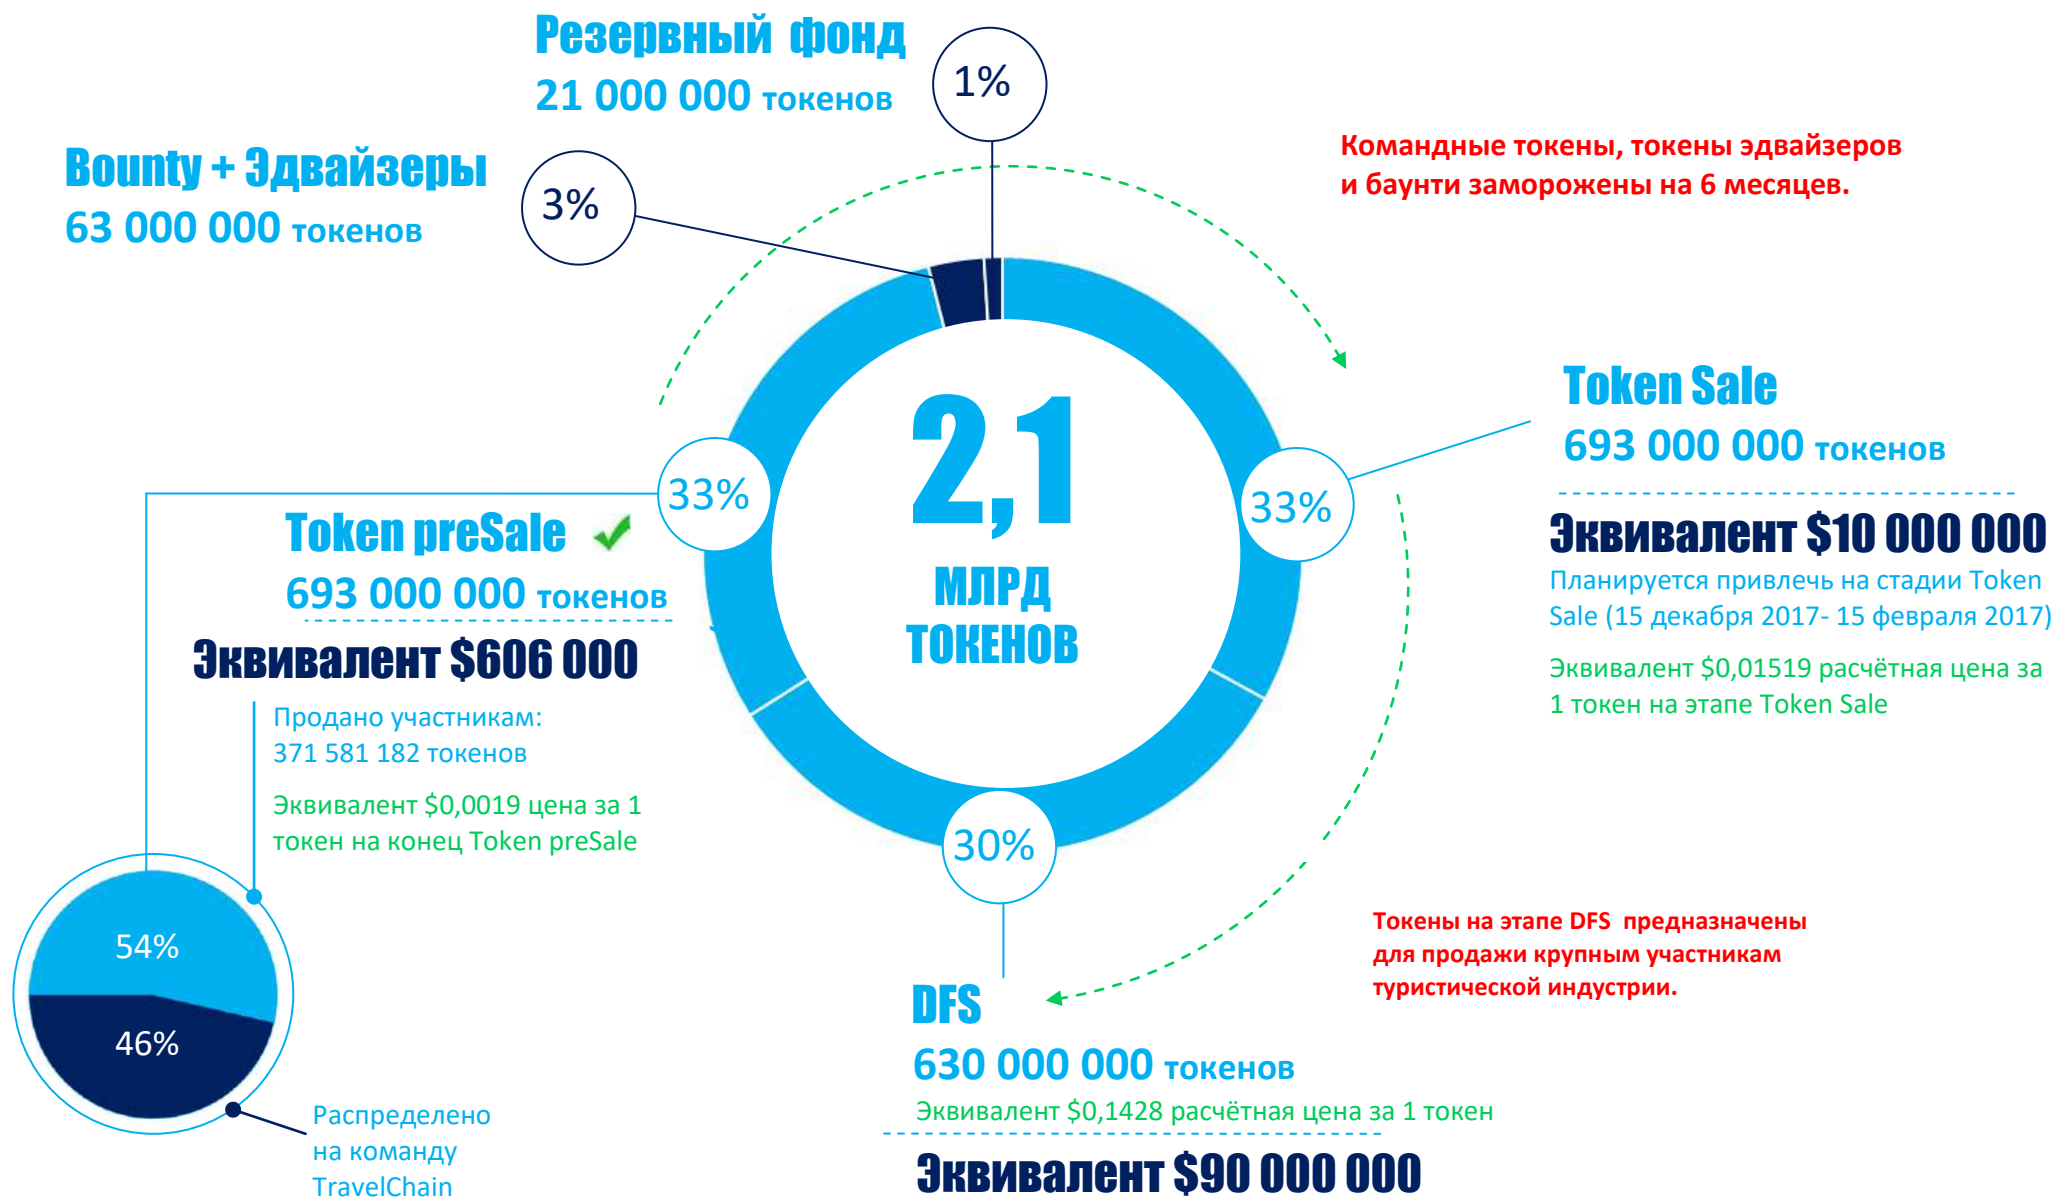 Резервный фонд
21 000 000 токенов
1%
Bounty + Эдвайзеры
63 000 000 токенов
3%
Командные токены, токены эдвайзеров
и баунти заморожены на 6 месяцев.
2,1
МЛРД
ТОКЕНОВ
33%
Token Sale
693 000 000 токенов
Эквивалент $10 000 000
Планируется привлечь на стадии Token
Sale (15 декабря 2017- 15 февраля 2017)
Эквивалент $0,01519 расчётная цена за
1 токен на этапе Token Sale
33%
Token preSale
693 000 000 токенов
Эквивалент $606 000
Продано участникам:
371 581 182 токенов
Эквивалент $0,0019 цена за 1
токен на конец Token preSale
54%
46%
Распределено
на команду
TravelChain
30%
Токены на этапе DFS предназначены
для продажи крупным участникам
туристической индустрии.
DFS
630 000 000 токенов
Эквивалент $0,1428 расчётная цена за 1 токен
Эквивалент $90 000 000